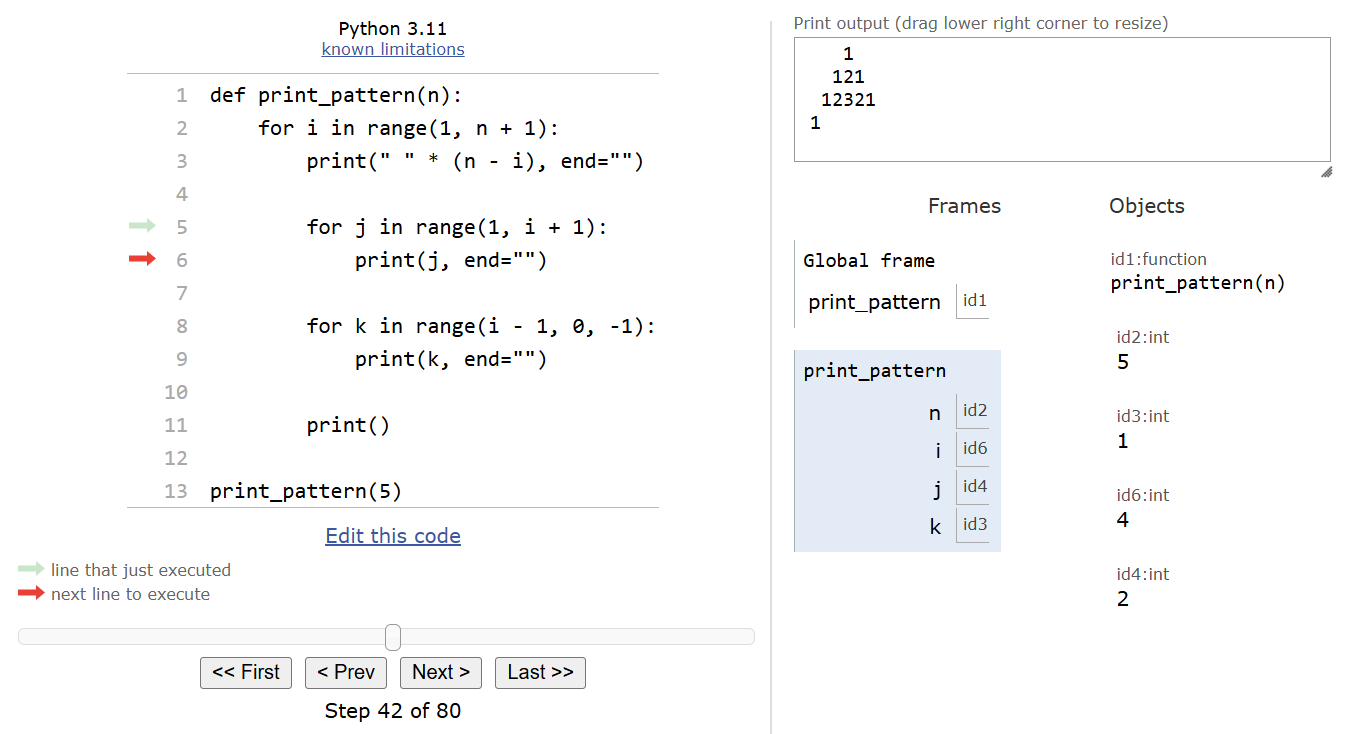 Python 3.11
known limitations
1 def print_pattern(n):
2     for i in range(1, n + 1):
3         print(" " * (n - i), end="")
4
5         for j in range(1, i + 1):
6             print(j, end="")
7
8         for k in range(i - 1, 0, -1):
9             print(k, end="")
10
11         print()
12
13 print_pattern(5)
Edit this code
line that just executed
next line to execute
<< First
< Prev
Next >
Last >>
Step 42 of 80
Print output (drag lower right corner to resize)
    1
   121
  12321
 1
Frames
Objects
Global frame
print_pattern id1
print_pattern
n id2
i id6
j id4
k id3
id1:function
print_pattern(n)
id2:int
5
id3:int
1
id6:int
4
id4:int
2